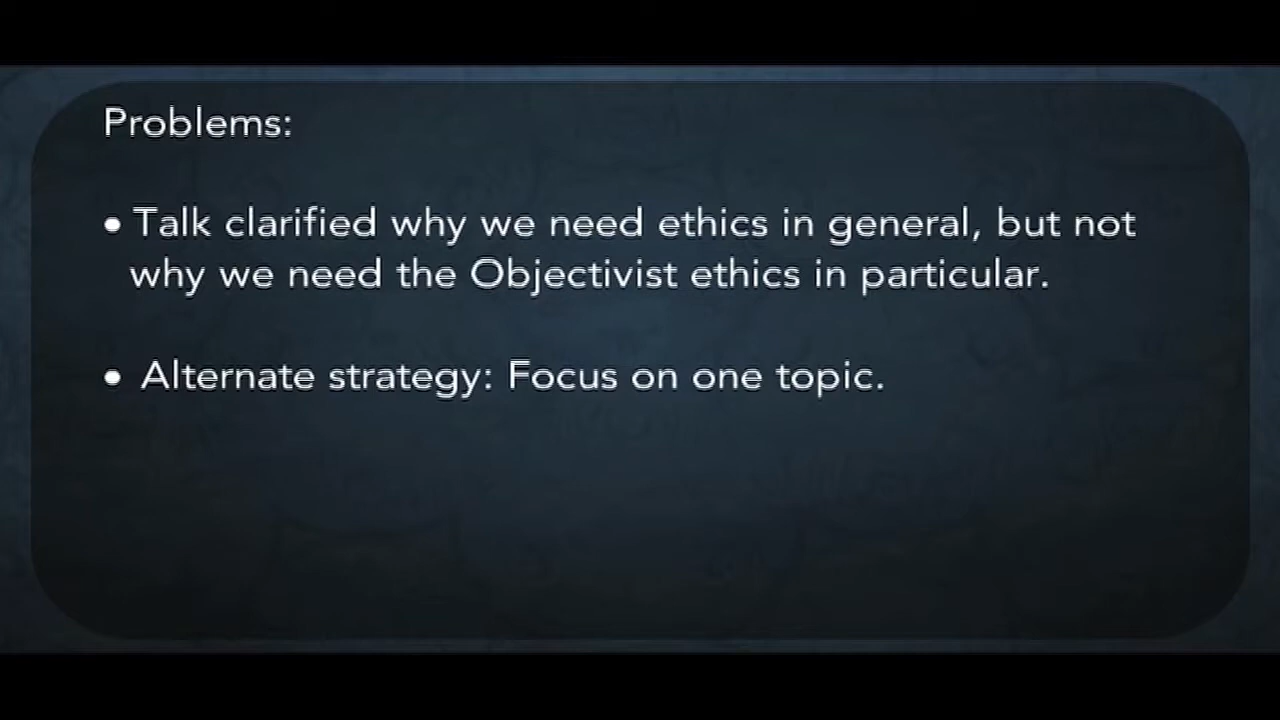 Problems:
• Talk clarified why we need ethics in general, but not
why we need the Objectivist ethics in particular.
• Alternate strategy: Focus on one topic.